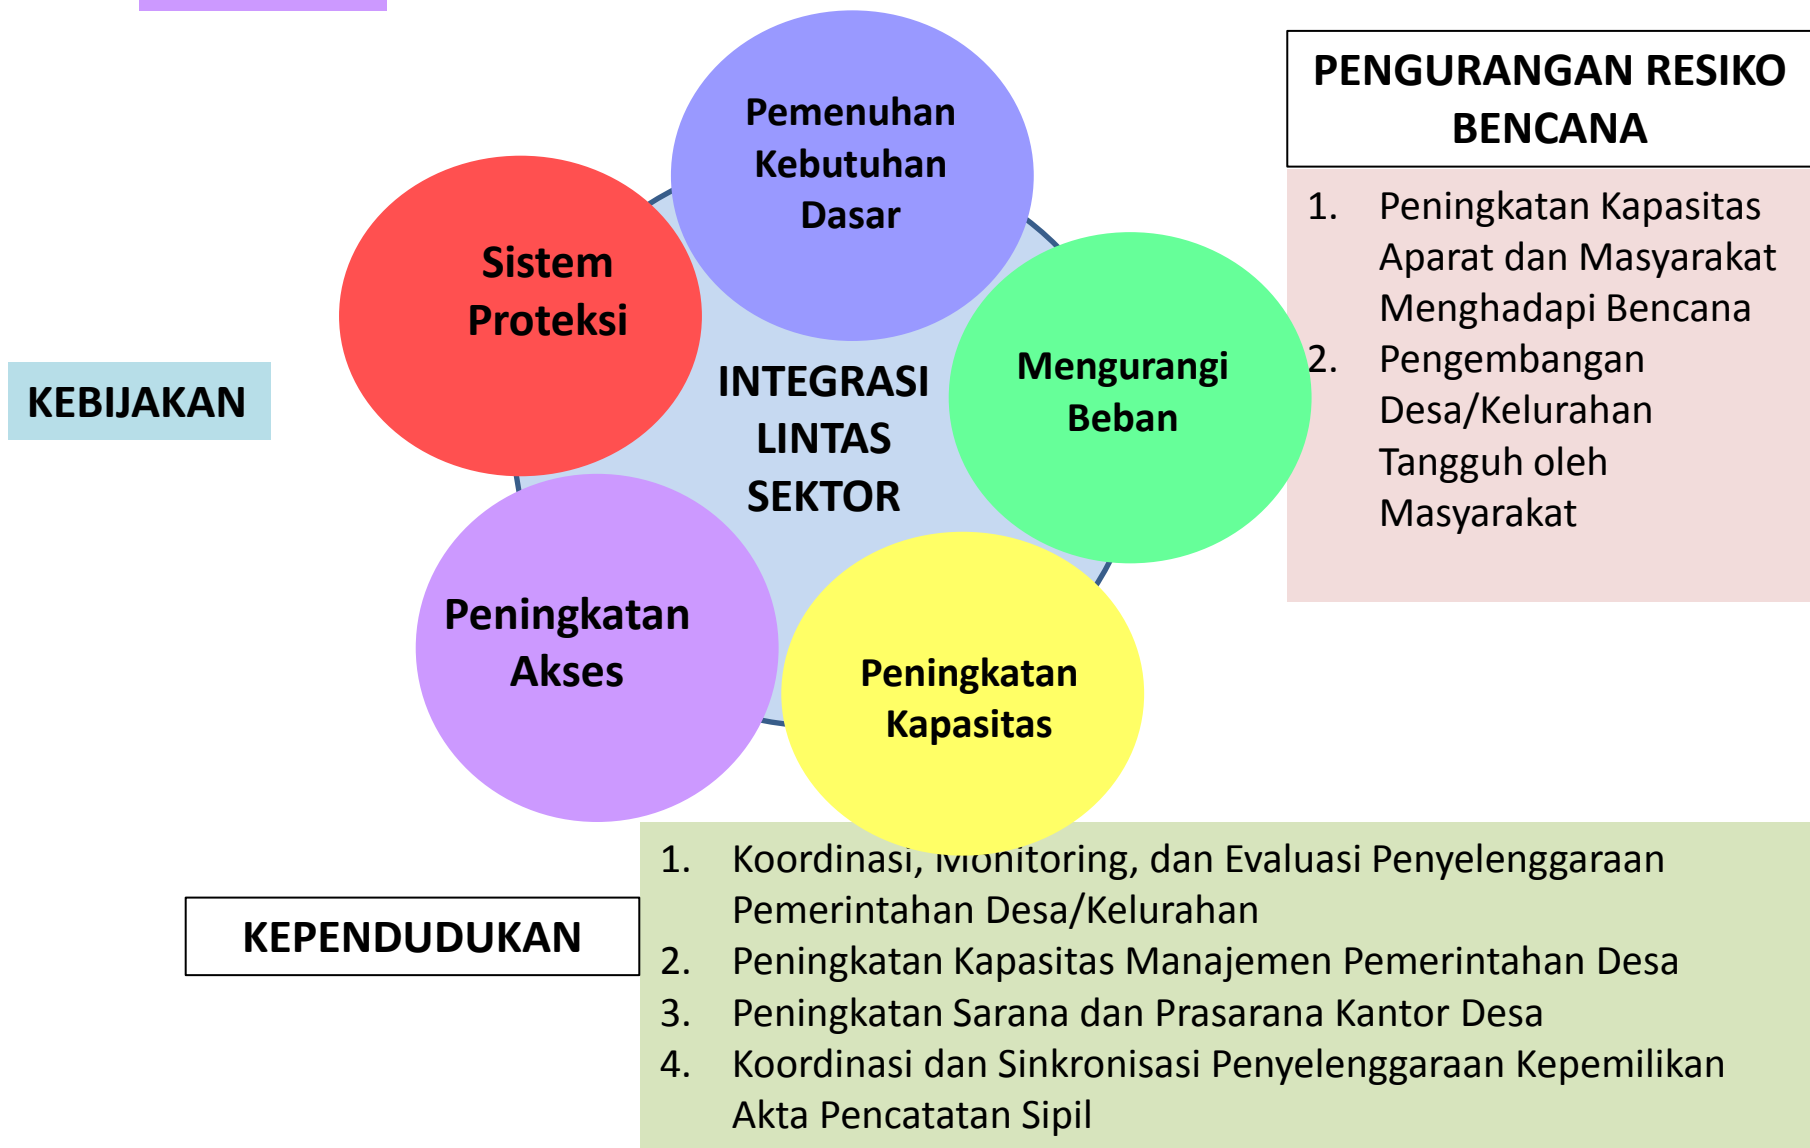 Pemenuhan
Kebutuhan
Dasar
PENGURANGAN RESIKO
BENCANA
Sistem
Proteksi
1. Peningkatan Kapasitas
Aparat dan Masyarakat
Menghadapi Bencana
2. Pengembangan
Desa/Kelurahan
Tangguh oleh
Masyarakat
KEBIJAKAN
INTEGRASI
LINTAS
SEKTOR
Mengurangi
Beban
Peningkatan
Akses
Peningkatan
Kapasitas
KEPENDUDUKAN
1. Koordinasi, Monitoring, dan Evaluasi Penyelenggaraan
Pemerintahan Desa/Kelurahan
2. Peningkatan Kapasitas Manajemen Pemerintahan Desa
3. Peningkatan Sarana dan Prasarana Kantor Desa
4. Koordinasi dan Sinkronisasi Penyelenggaraan Kepemilikan
Akta Pencatatan Sipil